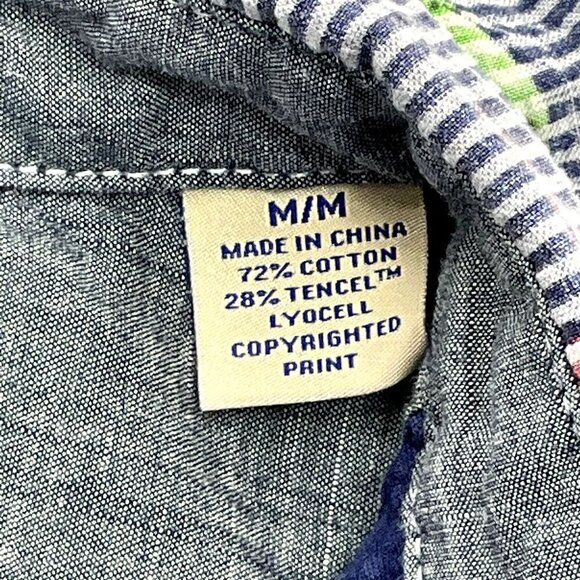 M/M
MADE IN CHINA
72% COTTON
28% TENCEL™
LYOCELL
COPYRIGHTED
PRINT